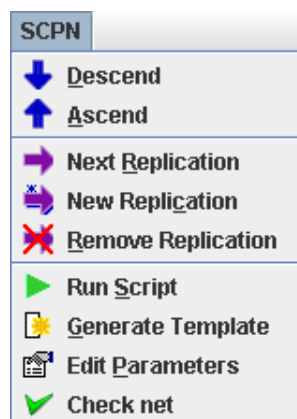 SCPN
Descend
Ascend
Next Replication
New Replication
Remove Replication
Run Script
Generate Template
Edit Parameters
Check net